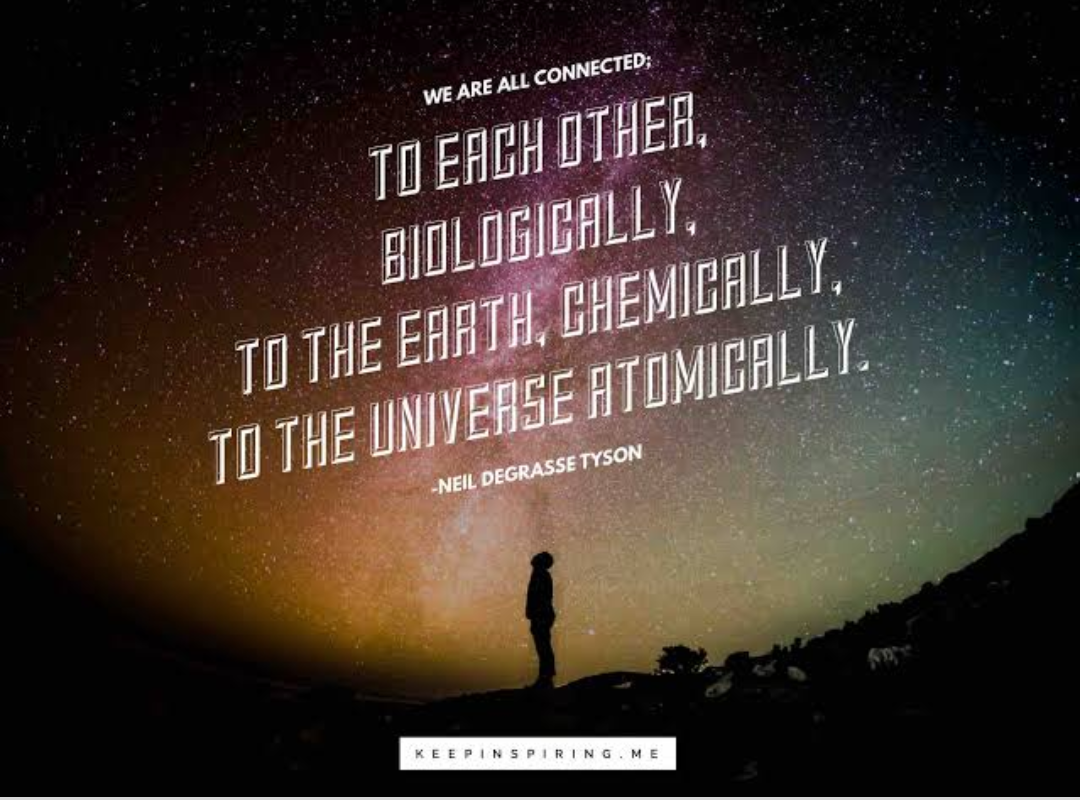 WE ARE ALL CONNECTED;
TO EACH OTHER,
BIOLOGICALLY,
TO THE EARTH, CHEMICALLY,
TO THE UNIVERSE ATOMICALLY.
-NEIL DEGRASSE TYSON
KEEPINSPIRING.ME